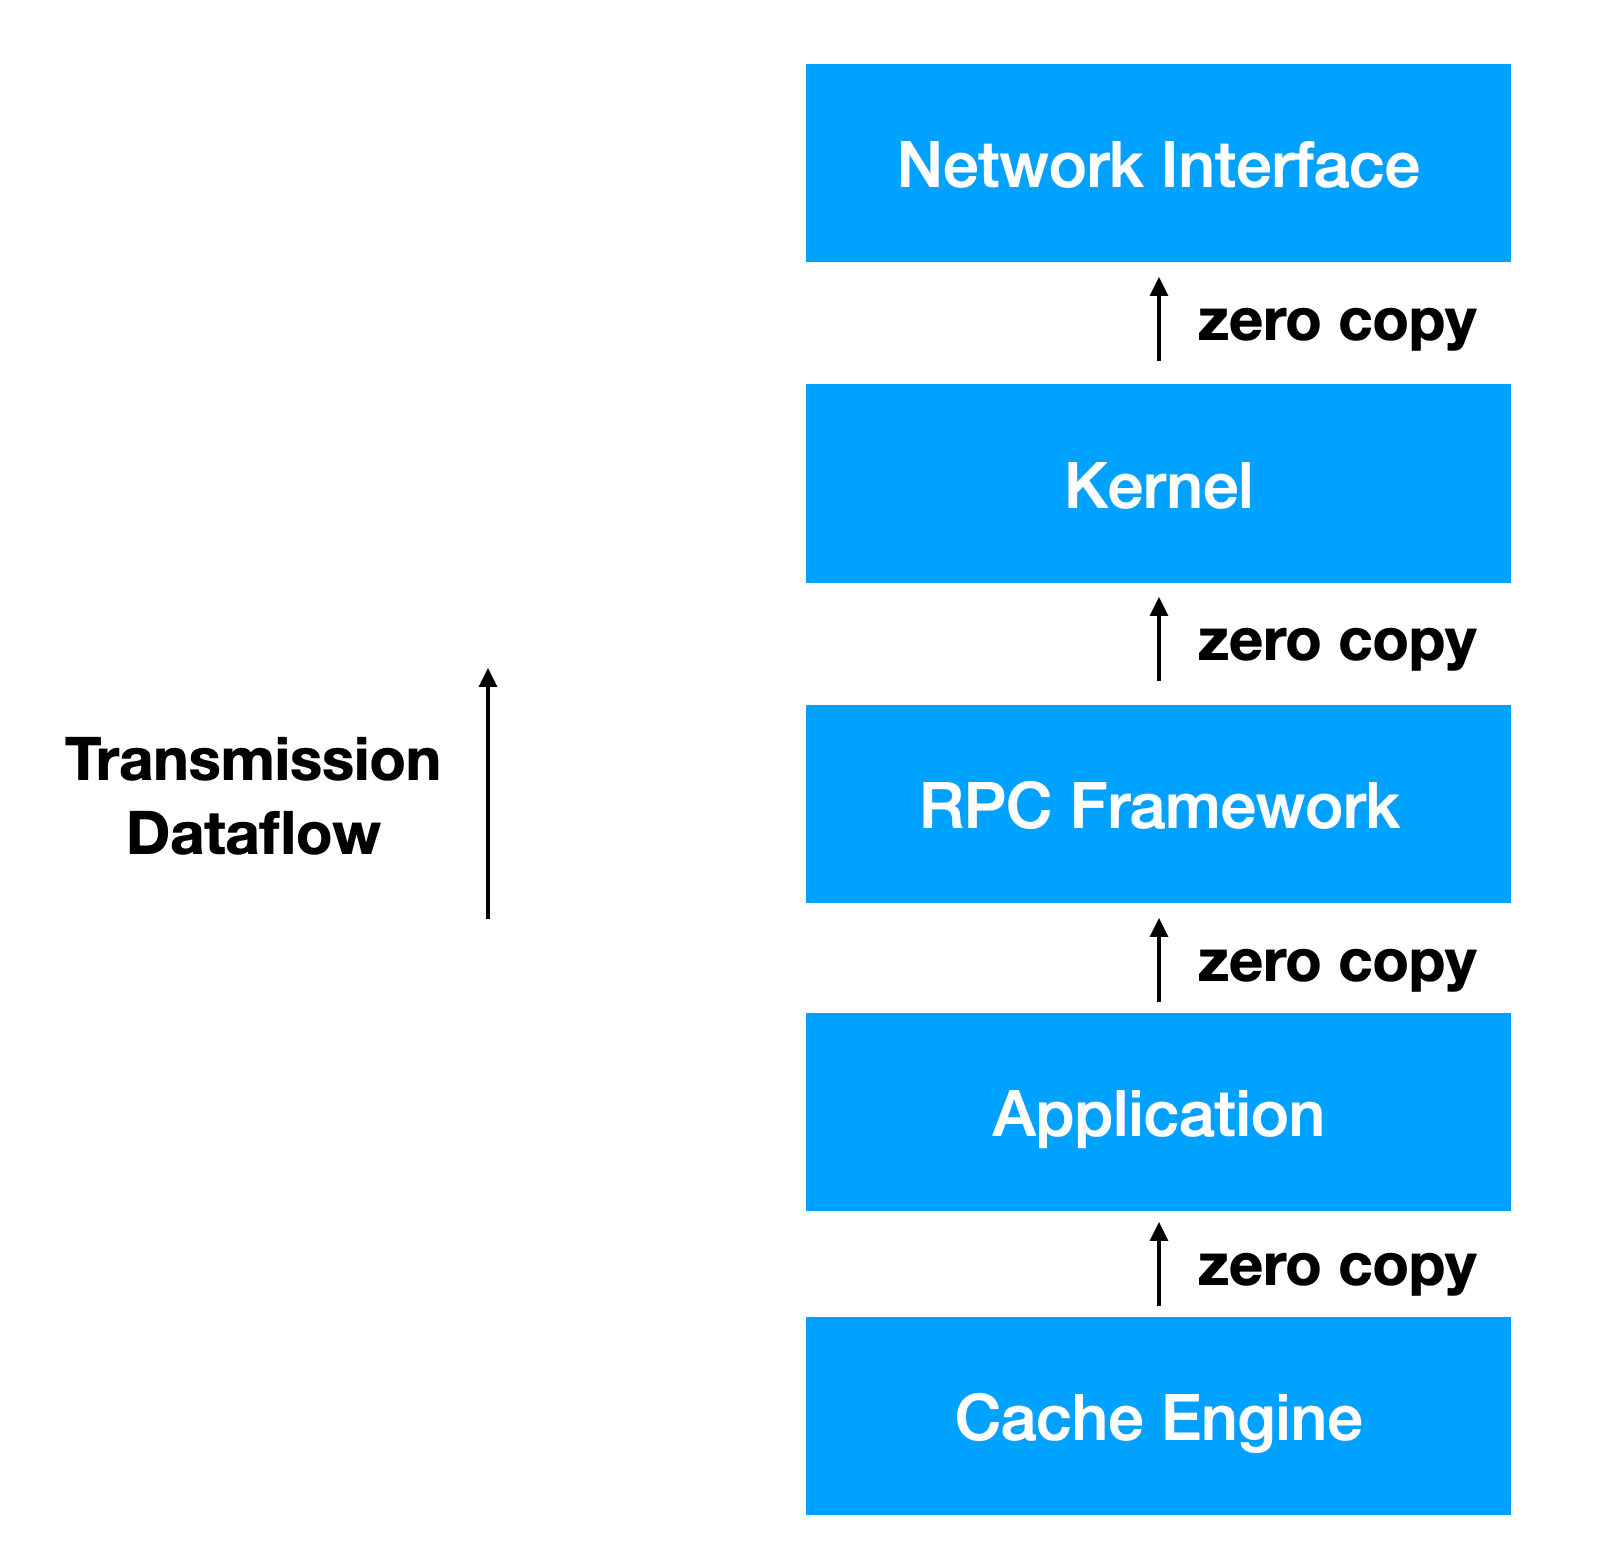 Network Interface
zero copy
Kernel
zero copy
Transmission
Dataflow
RPC Framework
zero copy
Application
zero copy
Cache Engine